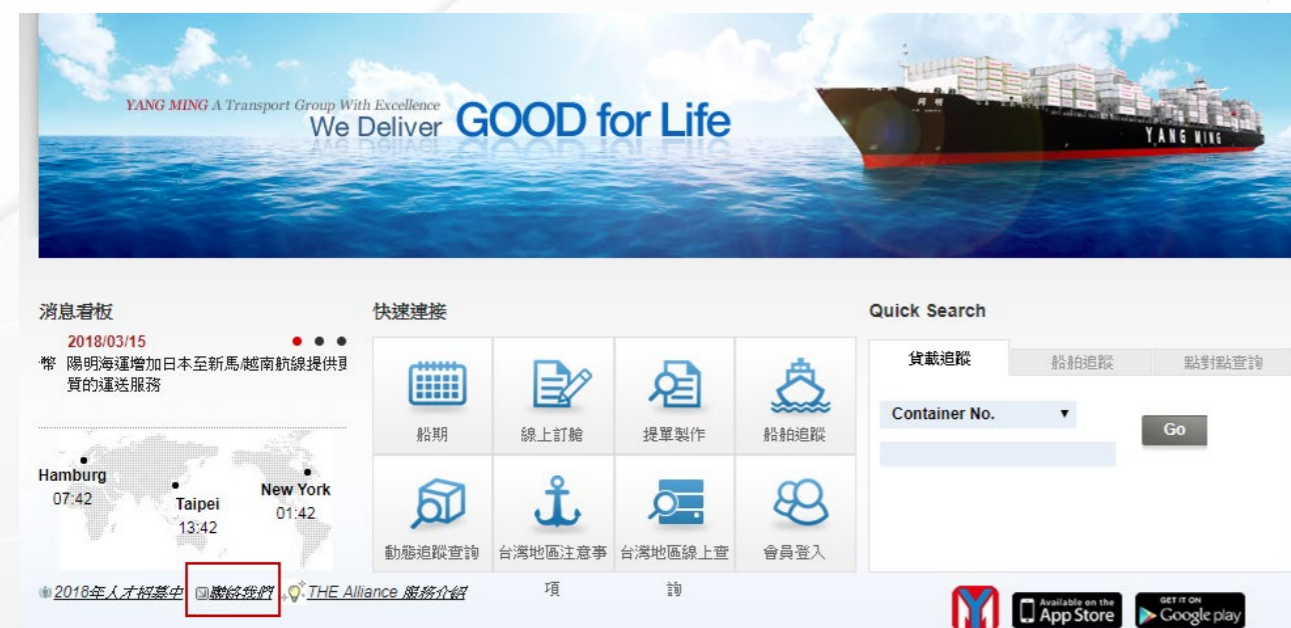 YANG MING A Transport Group With Excellence
We Deliver GOOD for Life
阿明
YANG MING
消息看板
2018/03/15
幣 陽明海運增加日本至新馬/越南航線提供更
質的運送服務
Hamburg
07:42
Taipei
13:42
New York
01:42
2018年人才招募中 聯絡我們 THE Alliance 服務介紹
快速連接
船期
線上訂艙
提單製作
船舶追蹤
動態追蹤查詢
台灣地區注意事
項
台灣地區線上查
詢
會員登入
Quick Search
貨載追蹤
船舶追蹤
點對點查詢
Container No.
Go
Available on the
App Store
GET IT ON
Google play